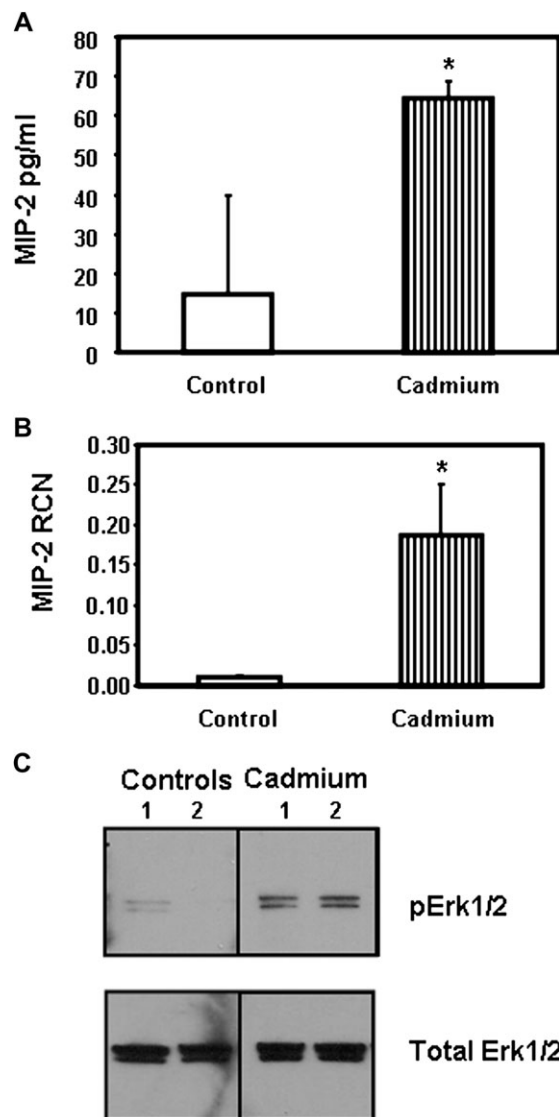 A
MIP-2 pg/ml
80
70
60
50
40
30
20
10
0
*
Control Cadmium
B
MIP-2 RCN
0.30
0.25
0.20
0.15
0.10
0.05
0.00
*
Control Cadmium
C
Controls Cadmium
1 2 1 2
pErk1/2
Total Erk1/2